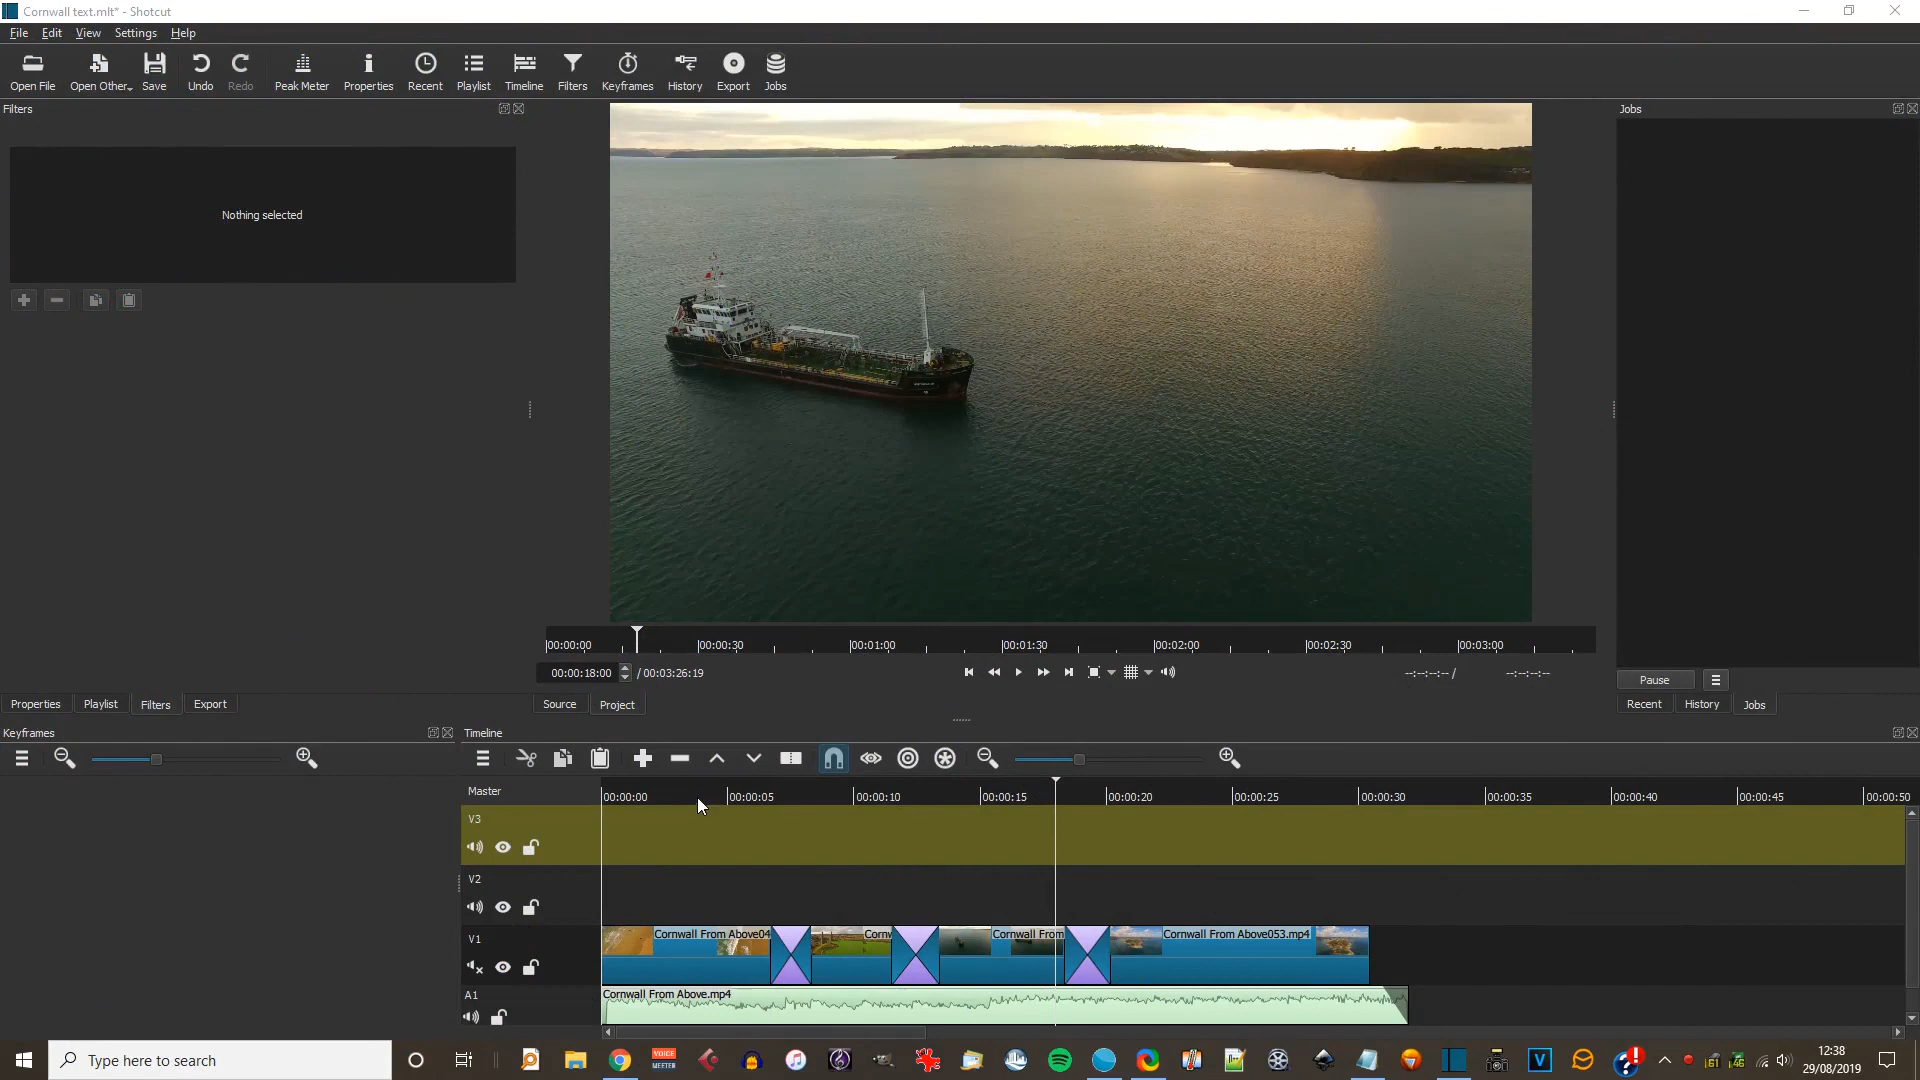 Cornwall text.mlt* - Shotcut
File Edit View Settings Help
Open File Open Other Save Undo Redo Peak Meter Properties Recent Playlist Timeline Filters Keyframes History Export Jobs
Filters
Jobs
Nothing selected
00:00:00 00:00:30 00:01:00 00:01:30 00:02:00 00:02:30 00:03:00
00:00:18:00 / 00:03:26:19 --:--:--:-- / --:--:--:--
Pause
Properties Playlist Filters Export
Source Project
Recent History Jobs
Keyframes
Timeline
Master
00:00:00 00:00:05 00:00:10 00:00:15 00:00:20 00:00:25 00:00:30 00:00:35 00:00:40 00:00:45 00:00:50
V3
V2
V1
Cornwall From Above04 Corn Cornwall From Cornwall From Above053.mp4
A1
Cornwall From Above.mp4
Type here to search
VOICE
MEETER
V
61
46
12:38
29/08/2019